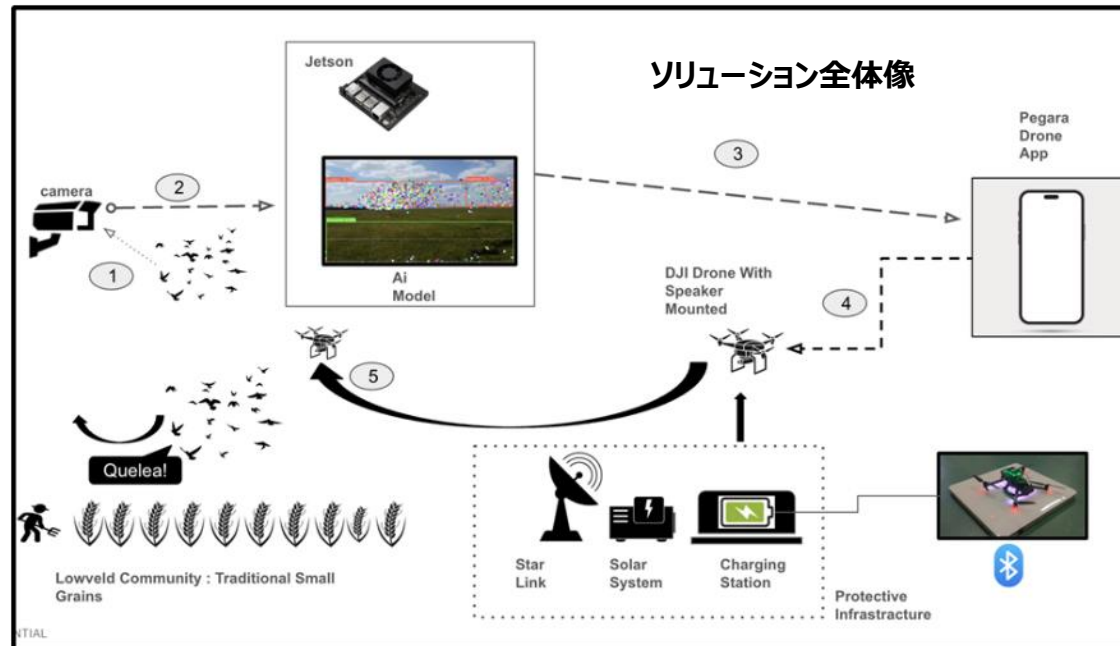 ソリューション全体像
Jetson
Pegara
Drone
App
3
camera
2
1
Ai
Model
DJI Drone With
Speaker
Mounted
4
5
Quelea!
Star
Link
Solar
System
Charging
Station
Lowveld Community : Traditional Small
Grains
Protective
Infrastracture
NTIAL